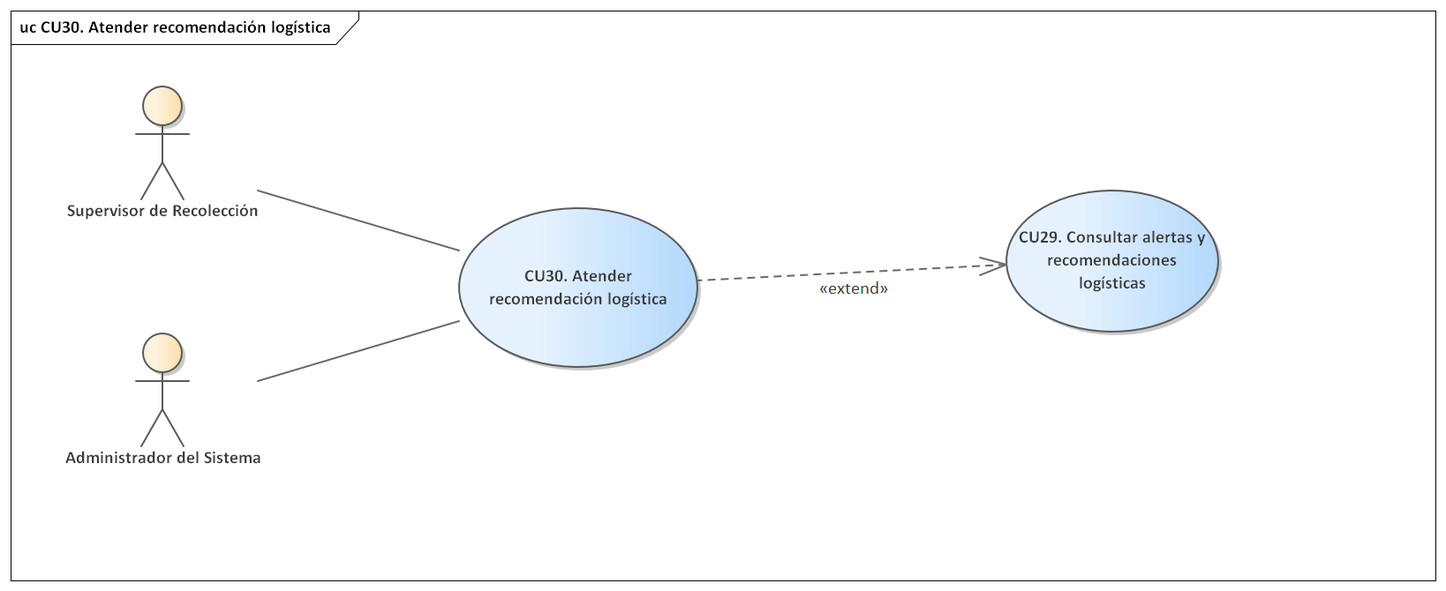 uc CU30. Atender recomendación logística
Supervisor de Recolección
CU30. Atender
recomendación logística
«extend»
CU29. Consultar alertas y
recomendaciones
logísticas
Administrador del Sistema